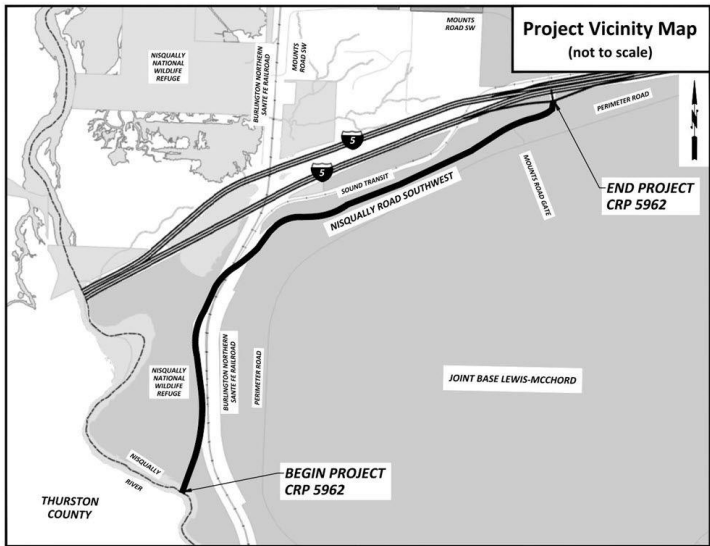 Project Vicinity Map
(not to scale)
MOUNTS
ROAD SW
NISQUALLY
NATIONAL
WILDLIFE
REFUGE
BURLINGTON NORTHERN
SANTE FE RAILROAD
MOUNTS
ROAD SW
N
PERIMETER ROAD
5
5
SOUND TRANSIT
NISQUALLY ROAD SOUTHWEST
MOUNTS ROAD GATE
END PROJECT
CRP 5962
NISQUALLY
NATIONAL
WILDLIFE
REFUGE
BURLINGTON NORTHERN
SANTE FE RAILROAD
PERIMETER ROAD
JOINT BASE LEWIS-MCCHORD
NISQUALLY
RIVER
BEGIN PROJECT
CRP 5962
THURSTON
COUNTY